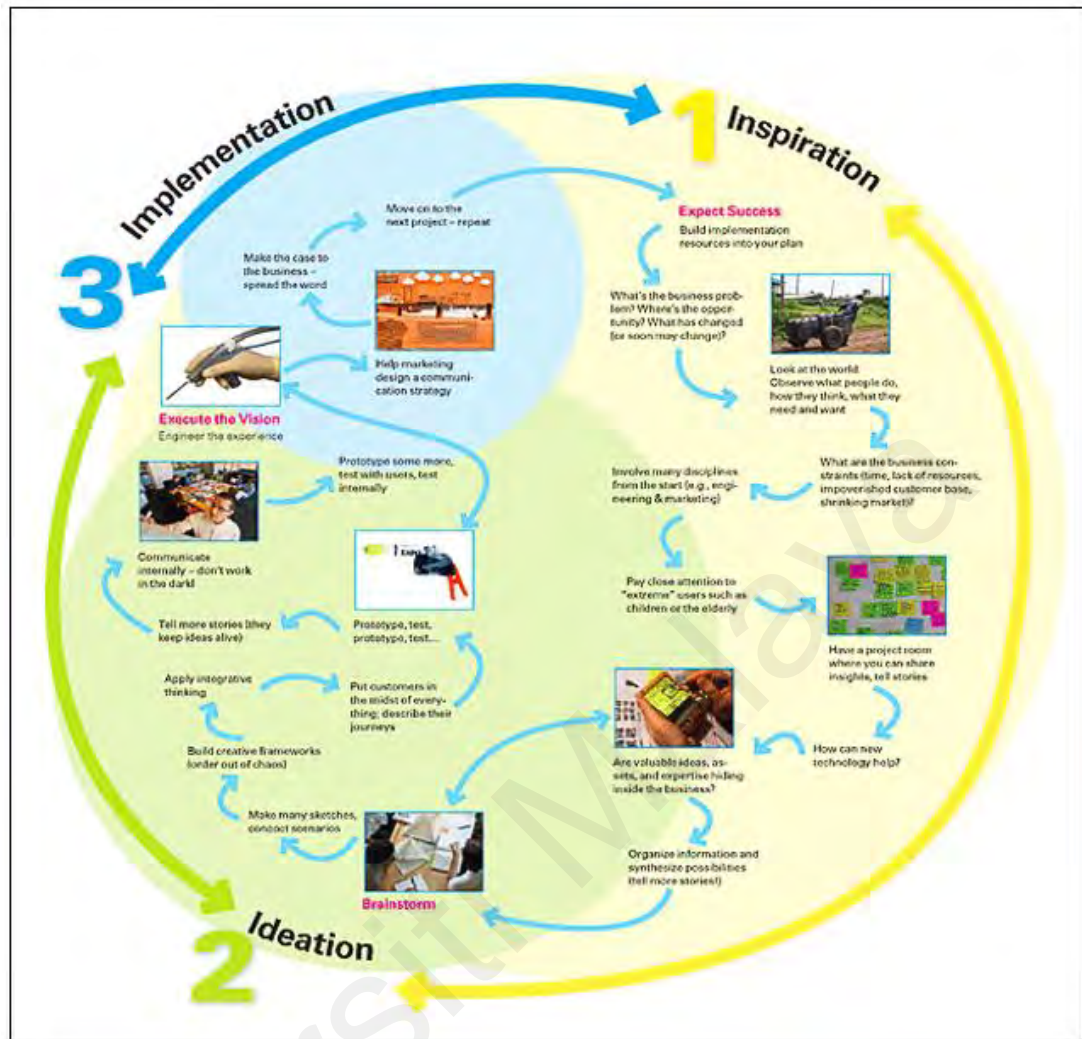 1 Inspiration
Expect Success
Build implementation
resources into your plan
What's the business prob-
lem? Where's the oppor-
tunity? What has changed
(or soon may change)?
Look at the world:
Observe what people do,
how they think, what they
need and want
What are the business con-
straints (time, lack of resources,
impoverished customer base,
shrinking market)?
Involve many disciplines
from the start (e.g., engi-
neering & marketing)
Pay close attention to
"extreme" users such as
children or the elderly
Have a project room
where you can share
insights, tell stories
How can new
technology help?
Are valuable ideas, as-
sets, and expertise hiding
inside the business?
Organize information and
synthesize possibilities
(tell more stories!)
2 Ideation
Brainstorm
Make many sketches,
concoct scenarios
Build creative frameworks
(order out of chaos)
Apply integrative
thinking
Put customers in
the midst of every-
thing; describe their
journeys
Prototype, test,
prototype, test...
Tell more stories (they
keep ideas alive)
Communicate
internally – don't work
in the dark!
Prototype some more,
test with users, test
internally
3 Implementation
Execute the Vision
Engineer the experience
Help marketing
design a communi-
cation strategy
Make the case to
the business –
spread the word
Move on to the
next project – repeat
rsiti Malaya